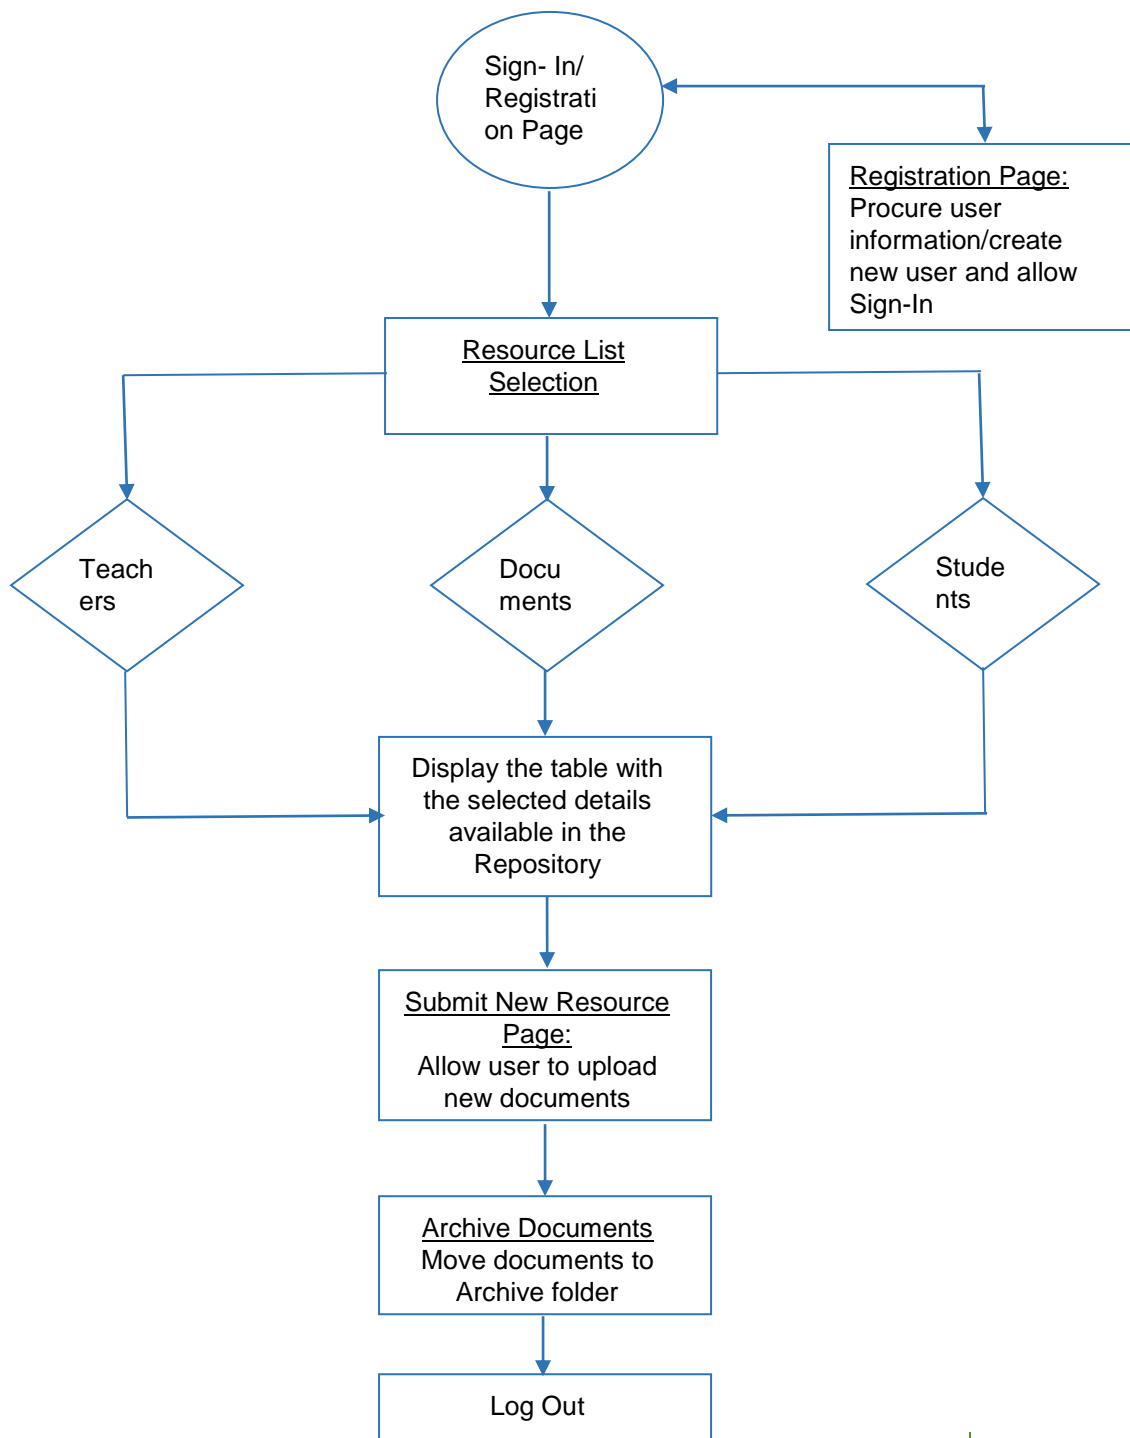 Sign- In/
Registrati
on Page
Registration Page:
Procure user
information/create
new user and allow
Sign-In
Resource List
Selection
Teach
ers
Docu
ments
Stude
nts
Display the table with
the selected details
available in the
Repository
Submit New Resource
Page:
Allow user to upload
new documents
Archive Documents
Move documents to
Archive folder
Log Out